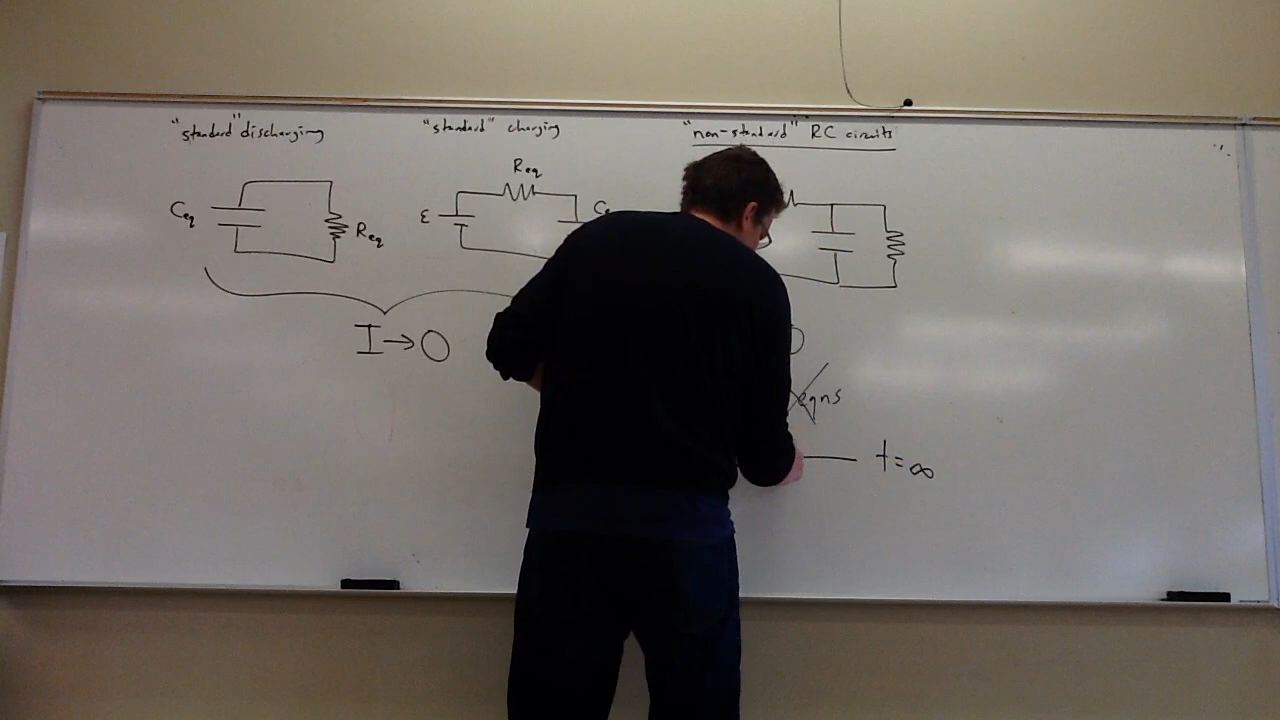 "standard" discharging
"standard" charging
"non-standard" RC circuits
Req
Ceq
Req
ε
I→0
eqns
t=∞